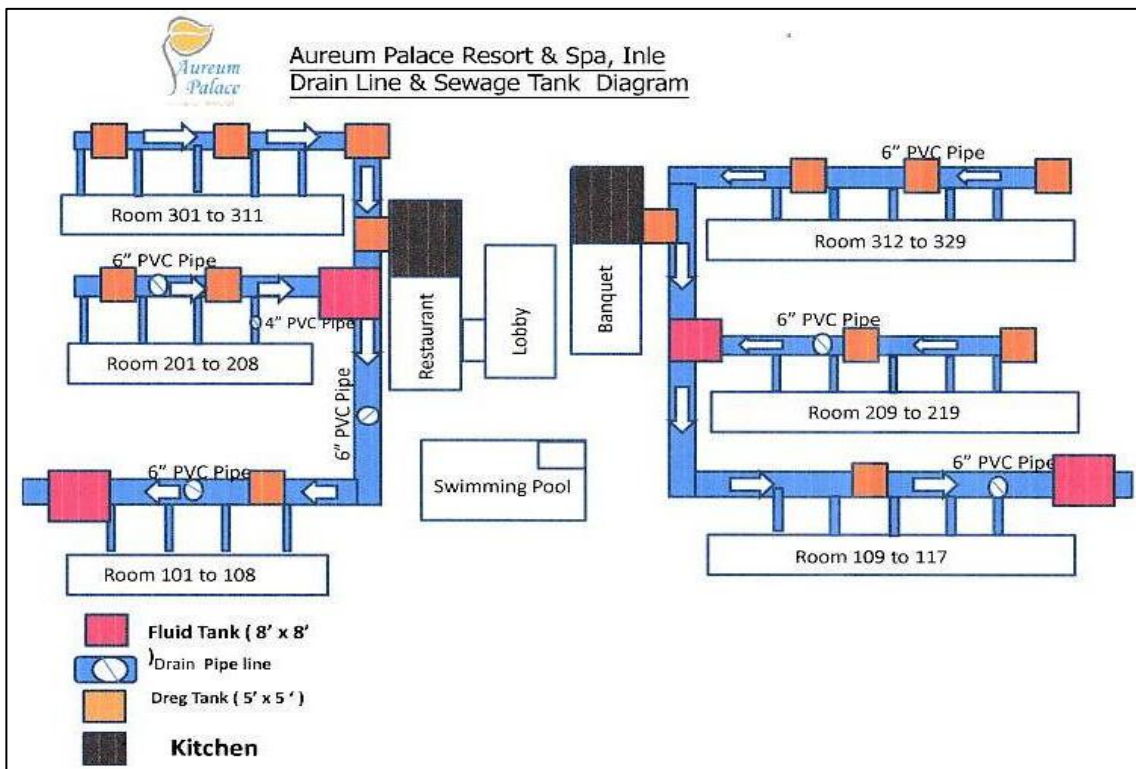 Aureum
Palace
Aureum Palace Resort & Spa, Inle
Drain Line & Sewage Tank Diagram
Room 301 to 311
6” PVC Pipe
4” PVC Pipe
Room 201 to 208
6” PVC Pipe
6” PVC Pipe
Room 101 to 108
Restaurant
Lobby
Banquet
Swimming Pool
6” PVC Pipe
Room 312 to 329
6” PVC Pipe
Room 209 to 219
6” PVC Pipe
Room 109 to 117
Fluid Tank ( 8’ x 8’
)
Drain Pipe line
Dreg Tank ( 5’ x 5 ‘ )
Kitchen